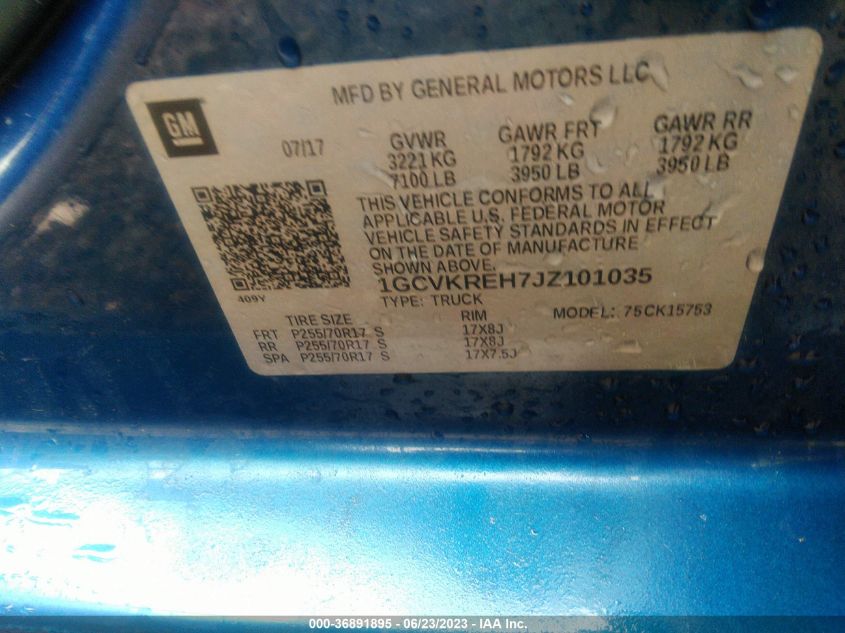 MFD BY GENERAL MOTORS LLC
GM
07/17
GVWR GAWR FRT GAWR RR
3221 KG 1792 KG 1792 KG
7100 LB 3950 LB 3950 LB
THIS VEHICLE CONFORMS TO ALL
APPLICABLE U.S. FEDERAL MOTOR
VEHICLE SAFETY STANDARDS IN EFFECT
ON THE DATE OF MANUFACTURE
SHOWN ABOVE.
1GCVKREH7JZ101035
409Y
TYPE: TRUCK MODEL: 75CK15753
TIRE SIZE RIM
FRT P255/70R17 S 17X8J
RR P255/70R17 S 17X8J
SPA P255/70R17 S 17X7.5J
000-36891895 - 06/23/2023 - IAA Inc.